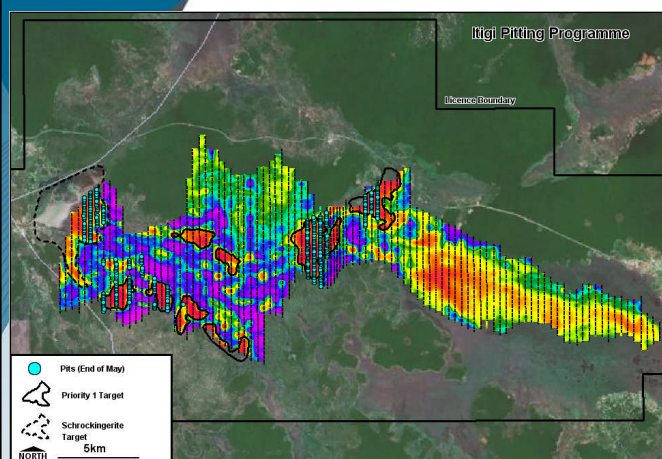 Itigi Pitting Programme
Licence Boundary
Pits (End of May)
Priority 1 Target
Schrockingerite
Target
NORTH
5km